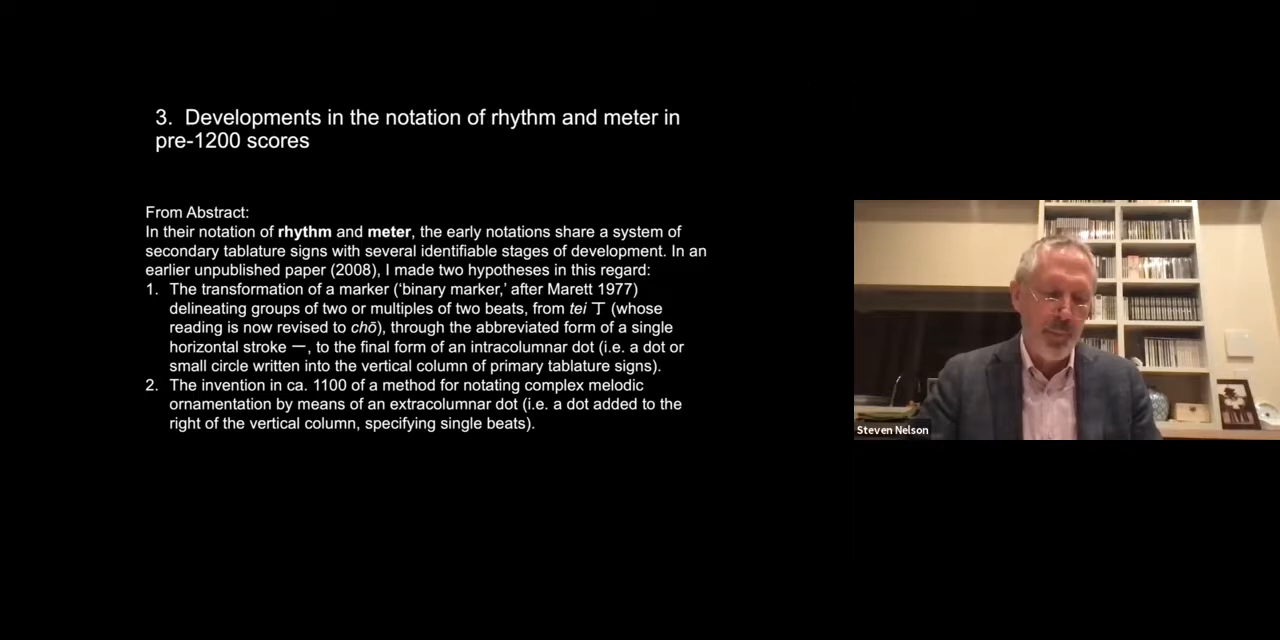 3.  Developments in the notation of rhythm and meter in
pre-1200 scores
From Abstract:
In their notation of rhythm and meter, the early notations share a system of
secondary tablature signs with several identifiable stages of development. In an
earlier unpublished paper (2008), I made two hypotheses in this regard:
1. The transformation of a marker (‘binary marker,’ after Marett 1977)
delineating groups of two or multiples of two beats, from tei 丁 (whose
reading is now revised to chō), through the abbreviated form of a single
horizontal stroke 一, to the final form of an intracolumnar dot (i.e. a dot or
small circle written into the vertical column of primary tablature signs).
2. The invention in ca. 1100 of a method for notating complex melodic
ornamentation by means of an extracolumnar dot (i.e. a dot added to the
right of the vertical column, specifying single beats).
Steven Nelson